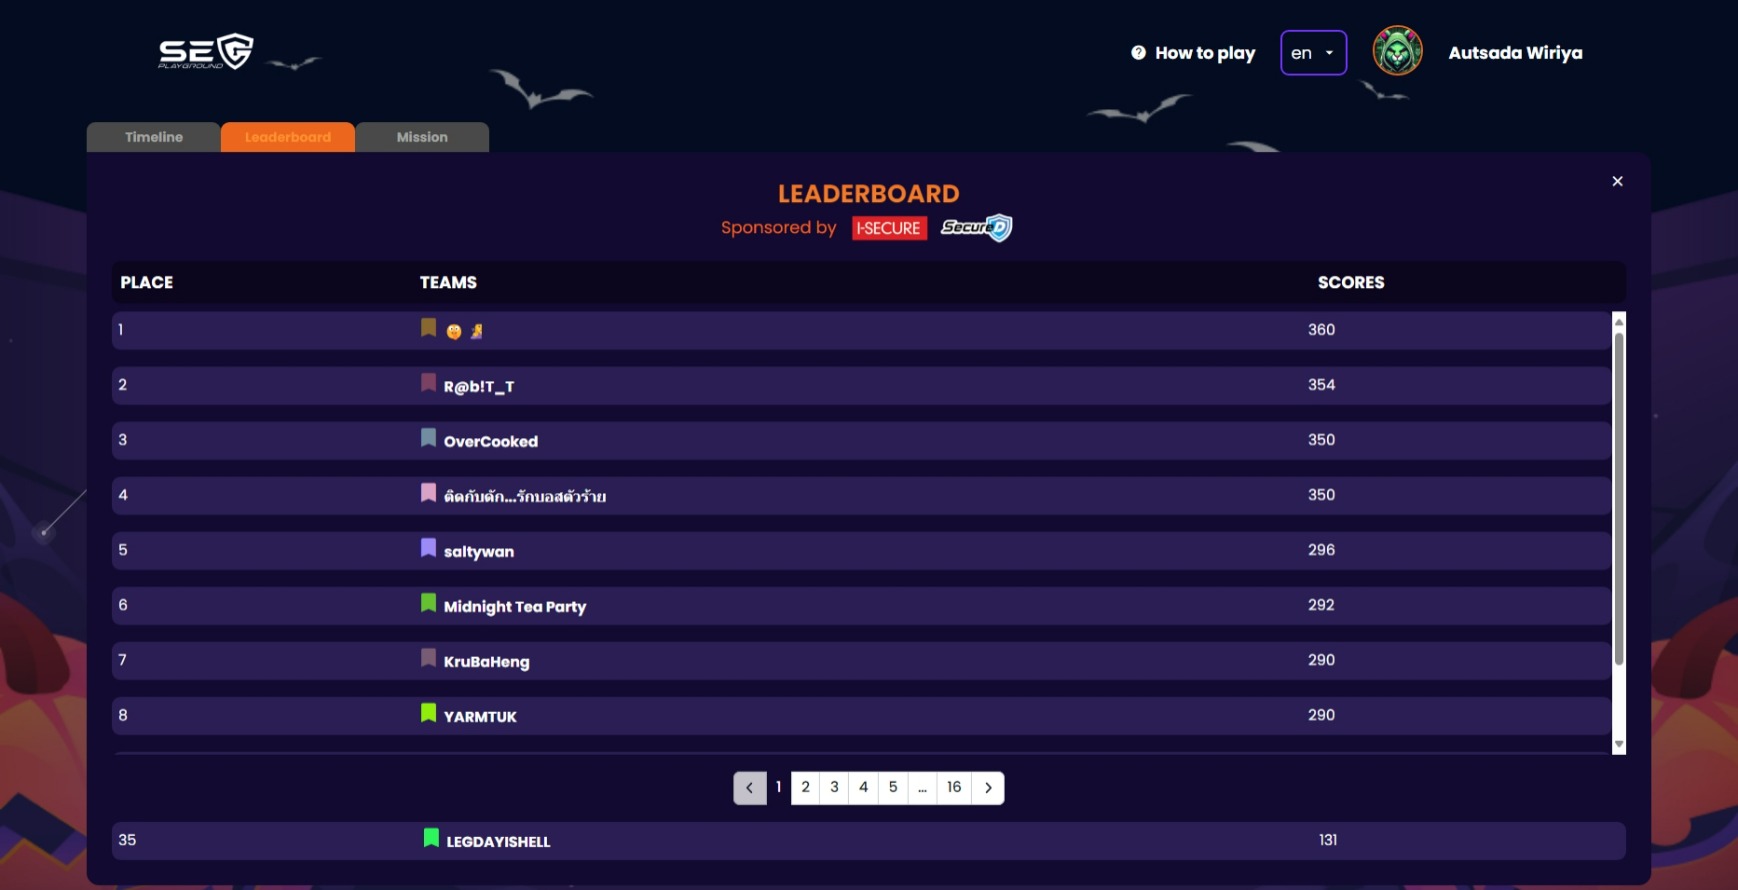 SEC PLAYGROUND
How to play en Autsada Wiriya
Timeline Leaderboard Mission
LEADERBOARD
Sponsored by I-SECURE SecureD
PLACE TEAMS SCORES
1 🫢 🧏 360
2 R@b!T_T 354
3 OverCooked 350
4 ติดกับดัก...รักบอสตัวร้าย 350
5 saltywan 296
6 Midnight Tea Party 292
7 KruBaHeng 290
8 YARMTUK 290
1 2 3 4 5 ... 16
35 LEGDAYISHELL 131